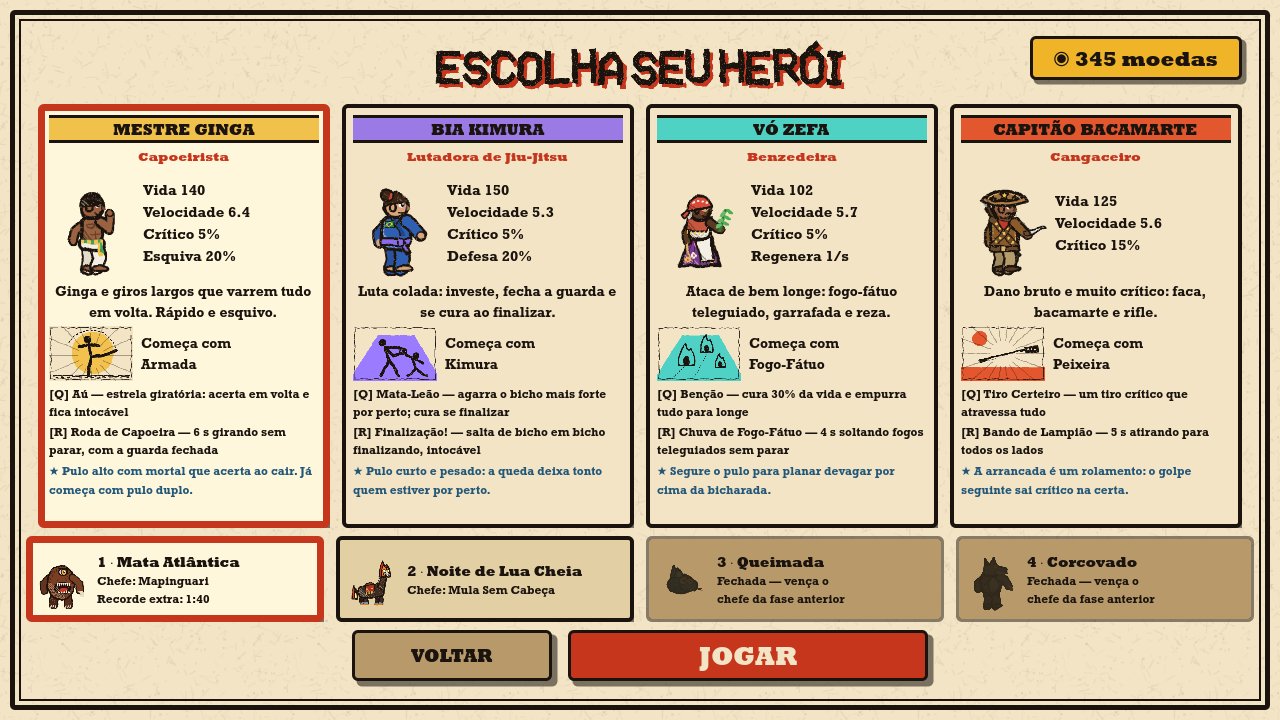 ESCOLHA SEU HERÓI
◉ 345 moedas
MESTRE GINGA
Capoeirista
Vida 140
Velocidade 6.4
Crítico 5%
Esquiva 20%
Ginga e giros largos que varrem tudo
em volta. Rápido e esquivo.
Começa com
Armada
[Q] Aú — estrela giratória: acerta em volta e
fica intocável
[R] Roda de Capoeira — 6 s girando sem
parar, com a guarda fechada
★ Pulo alto com mortal que acerta ao cair. Já
começa com pulo duplo.
BIA KIMURA
Lutadora de Jiu-Jitsu
Vida 150
Velocidade 5.3
Crítico 5%
Defesa 20%
Luta colada: investe, fecha a guarda e
se cura ao finalizar.
Começa com
Kimura
[Q] Mata-Leão — agarra o bicho mais forte
por perto; cura se finalizar
[R] Finalização! — salta de bicho em bicho
finalizando, intocável
★ Pulo curto e pesado: a queda deixa tonto
quem estiver por perto.
VÓ ZEFA
Benzedeira
Vida 102
Velocidade 5.7
Crítico 5%
Regenera 1/s
Ataca de bem longe: fogo-fátuo
teleguiado, garrafada e reza.
Começa com
Fogo-Fátuo
[Q] Benção — cura 30% da vida e empurra
tudo para longe
[R] Chuva de Fogo-Fátuo — 4 s soltando fogos
teleguiados sem parar
★ Segure o pulo para planar devagar por
cima da bicharada.
CAPITÃO BACAMARTE
Cangaceiro
Vida 125
Velocidade 5.6
Crítico 15%
Dano bruto e muito crítico: faca,
bacamarte e rifle.
Começa com
Peixeira
[Q] Tiro Certeiro — um tiro crítico que
atravessa tudo
[R] Bando de Lampião — 5 s atirando para
todos os lados
★ A arrancada é um rolamento: o golpe
seguinte sai crítico na certa.
1 · Mata Atlântica
Chefe: Mapinguari
Recorde extra: 1:40
2 · Noite de Lua Cheia
Chefe: Mula Sem Cabeça
3 · Queimada
Fechada — vença o
chefe da fase anterior
4 · Corcovado
Fechada — vença o
chefe da fase anterior
VOLTAR
JOGAR